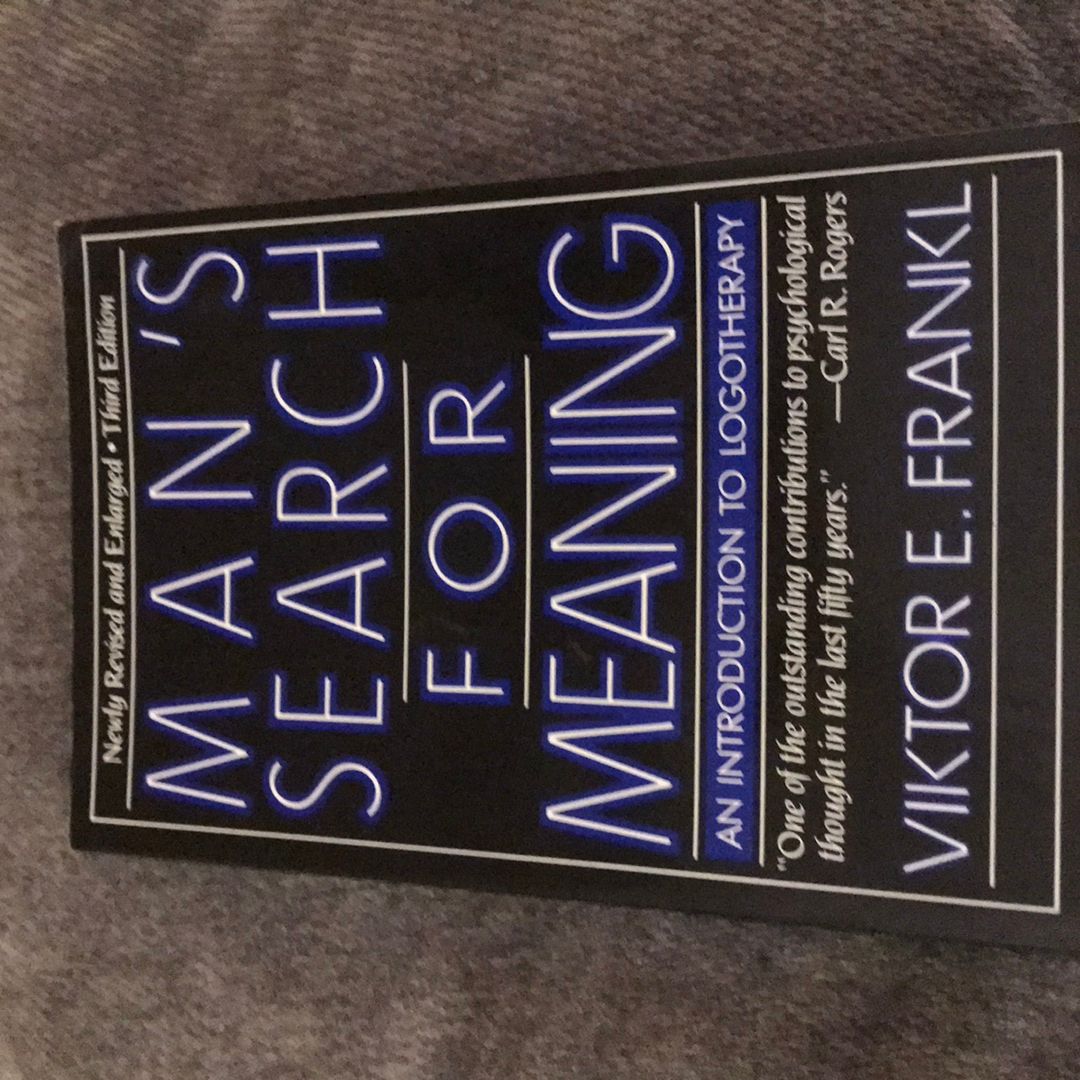 Newly Revised and Enlarged • Third Edition
MAN'S
SEARCH
FOR
MEANING
AN INTRODUCTION TO LOGOTHERAPY
"One of the outstanding contributions to psychological
thought in the last fifty years." —Carl R. Rogers
VIKTOR E. FRANKL